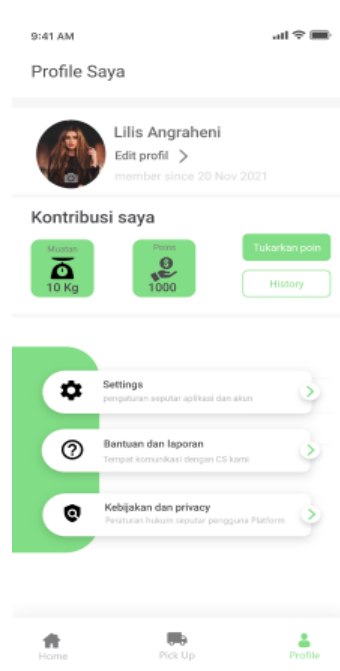 9:41 AM
Profile Saya
Lilis Angraheni
Edit profil
member since 20 Nov 2021
Kontribusi saya
Muatan
10 Kg
Poins
1000
Tukarkan poin
History
Settings
pengaturan seputar aplikasi dan akun
Bantuan dan laporan
Tempat komunikasi dengan CS kami
Kebijakan dan privacy
Peraturan hukum seputar pengguna Platform
Home
Pick Up
Profile